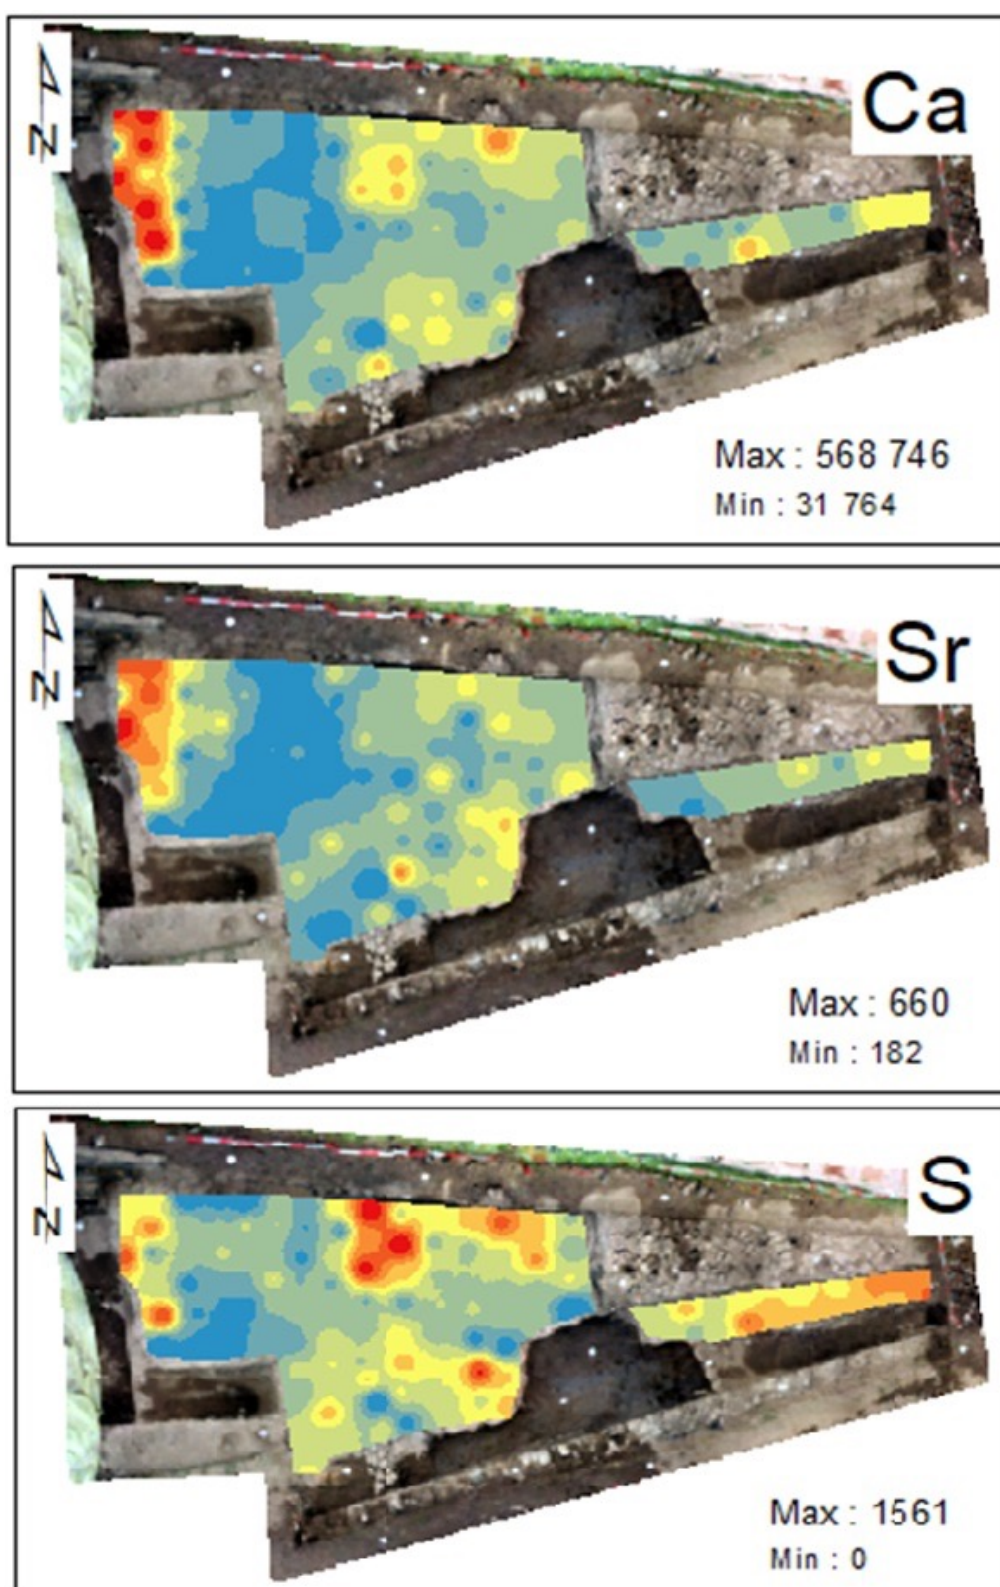 N
Ca
Max : 568 746
Min : 31 764
N
Sr
Max : 660
Min : 182
N
S
Max : 1561
Min : 0